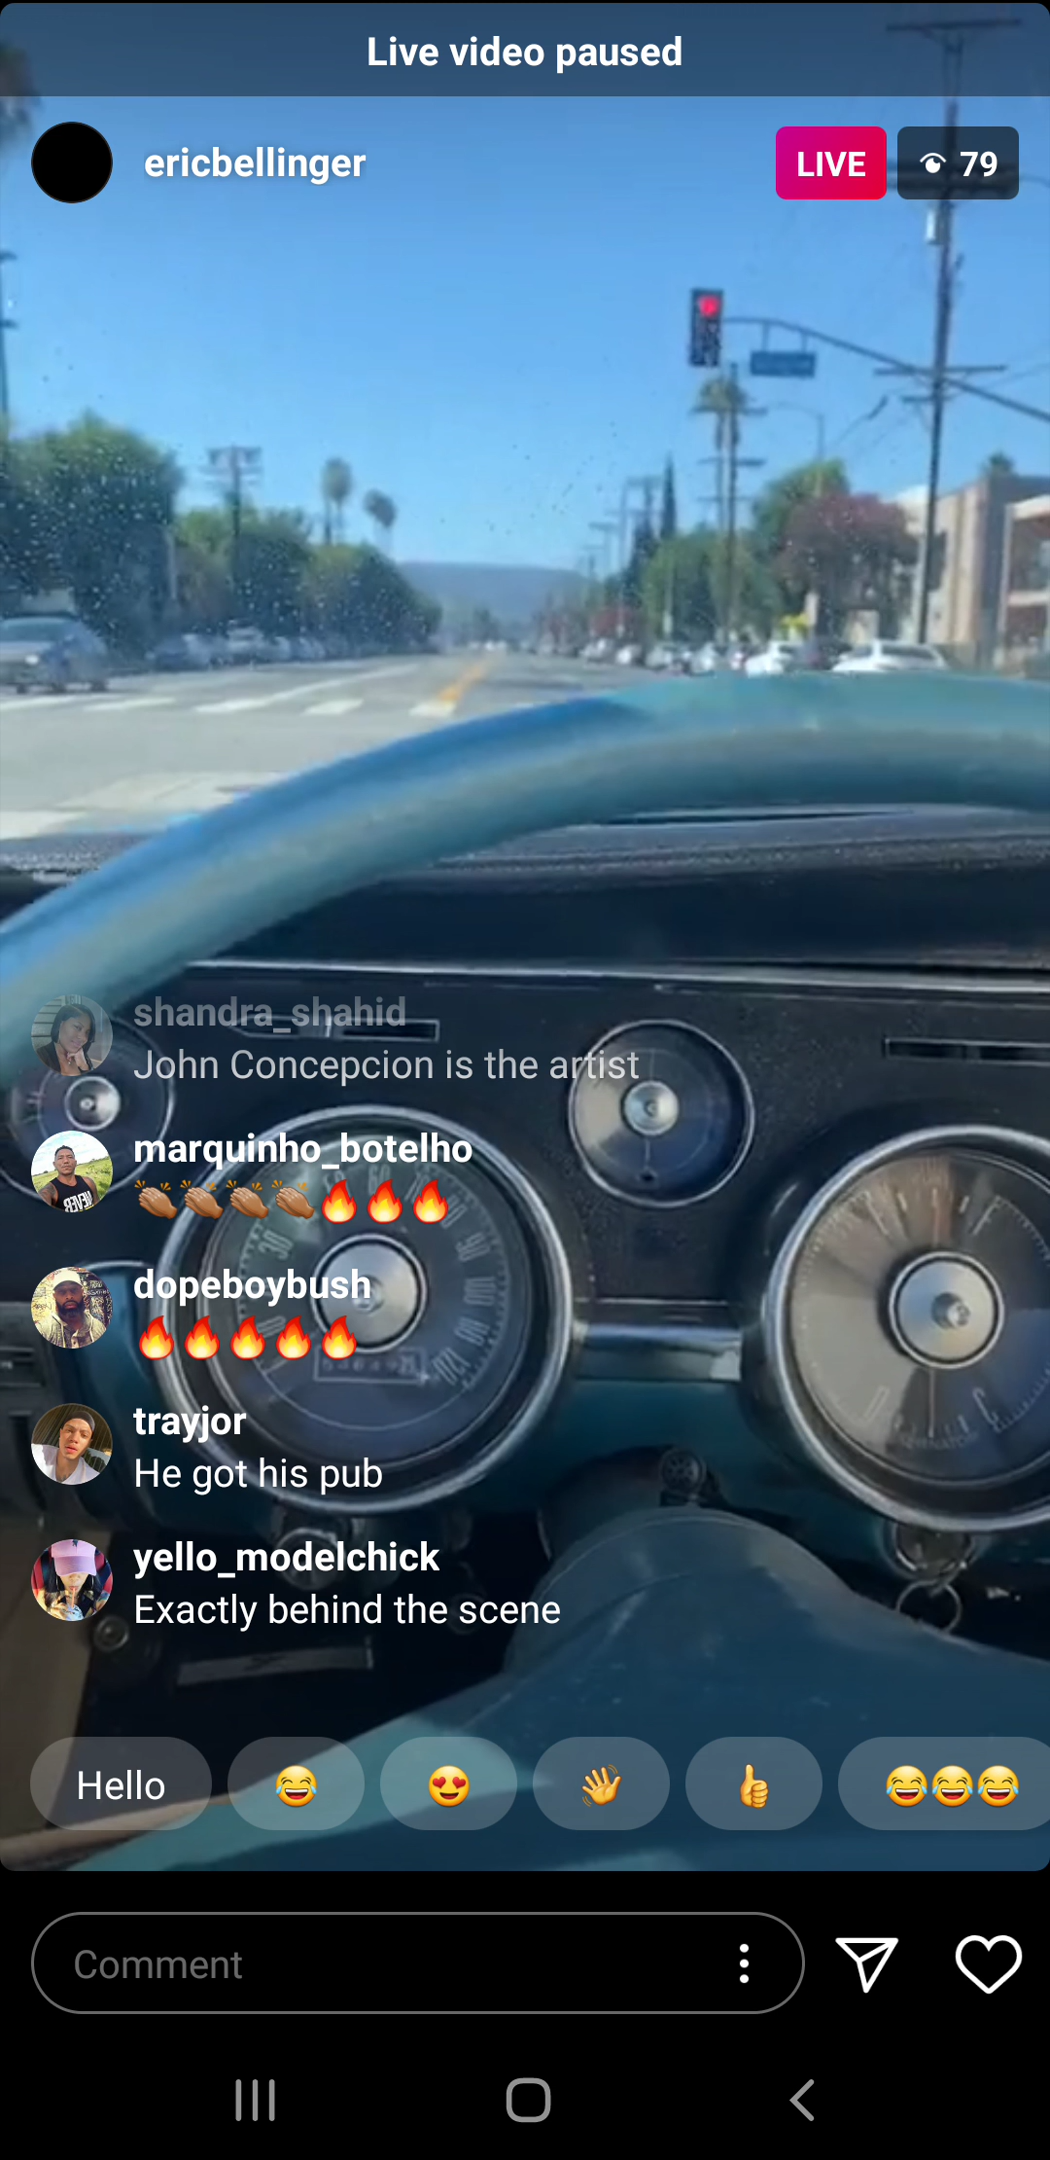 Live video paused
ericbellinger
LIVE
79
shandra_shahid
John Concepcion is the artist
marquinho_botelho
👏🏽👏🏽👏🏽👏🏽🔥🔥🔥
dopeboybush
🔥🔥🔥🔥🔥
trayjor
He got his pub
yello_modelchick
Exactly behind the scene
Hello
😂
😍
👋
👍
😂😂😂
Comment